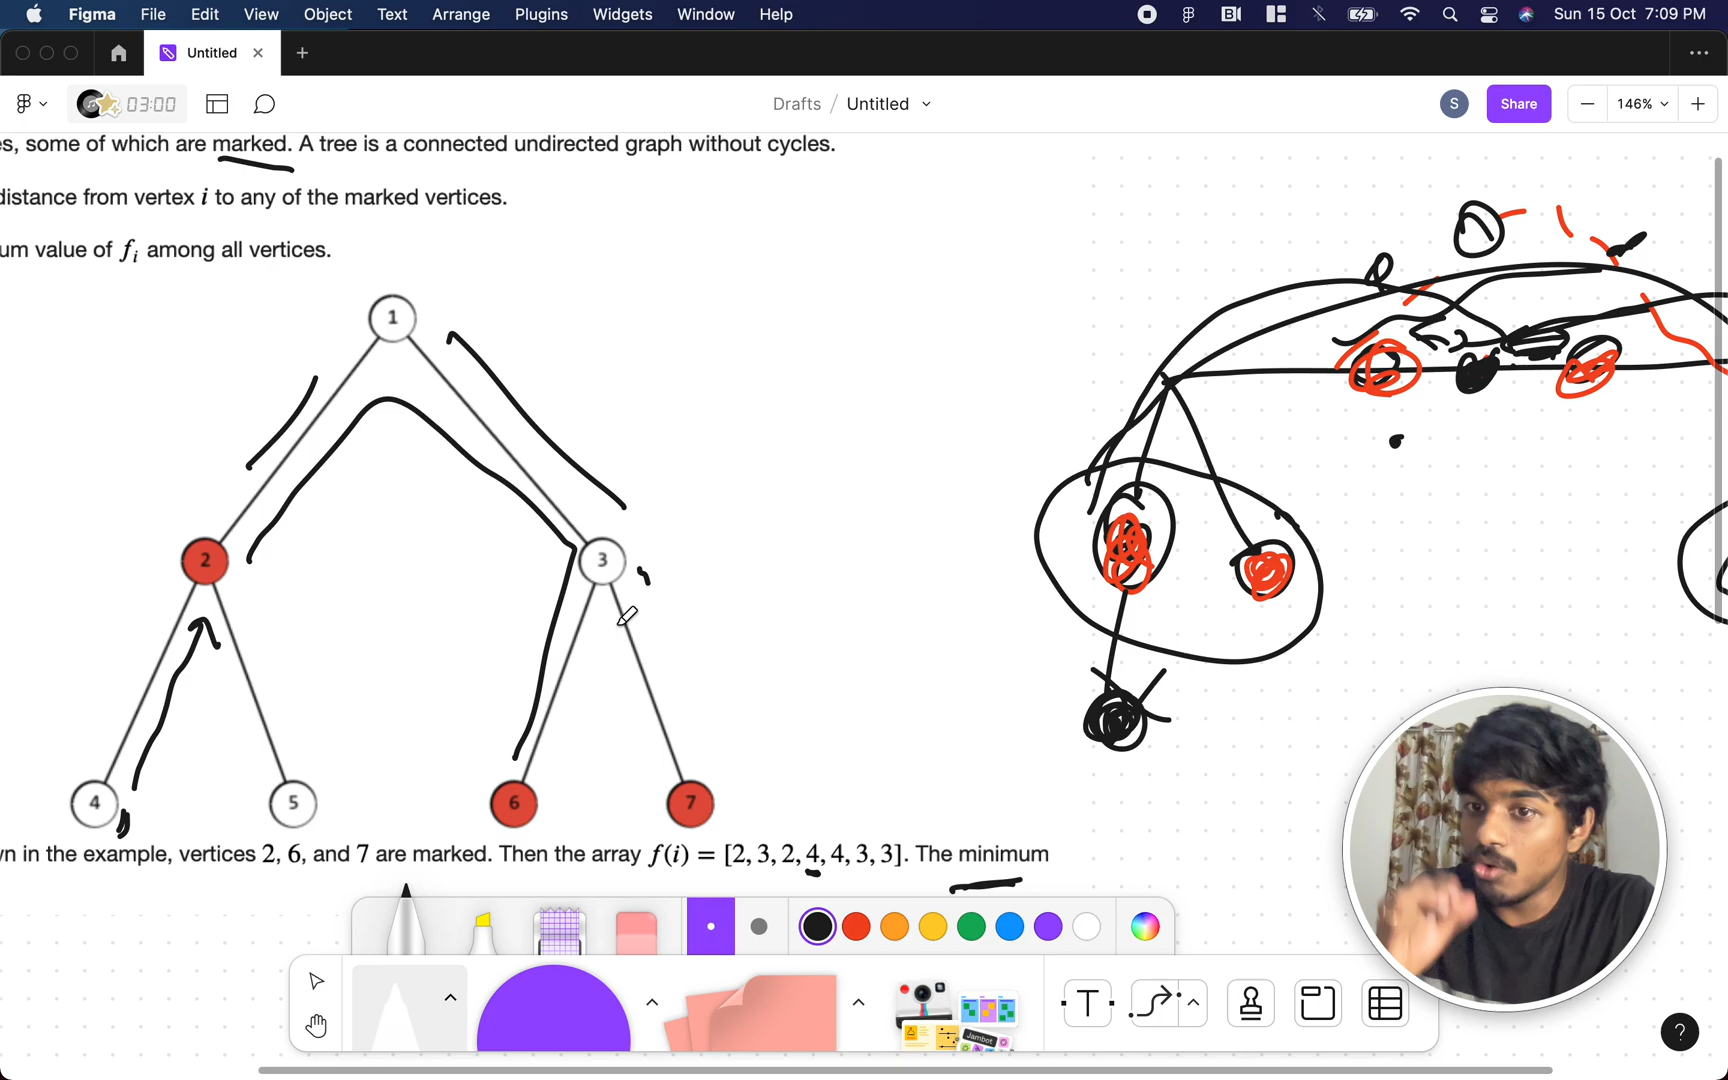 Figma File Edit View Object Text Arrange Plugins Widgets Window Help Sun 15 Oct 7:09 PM
Untitled
03:00 Drafts / Untitled S Share 146%
es, some of which are marked. A tree is a connected undirected graph without cycles.
distance from vertex i to any of the marked vertices.
um value of fi among all vertices.
1
2 3
4 5 6 7
wn in the example, vertices 2, 6, and 7 are marked. Then the array f(i) = [2, 3, 2, 4, 4, 3, 3]. The minimum
T
Jambot
?